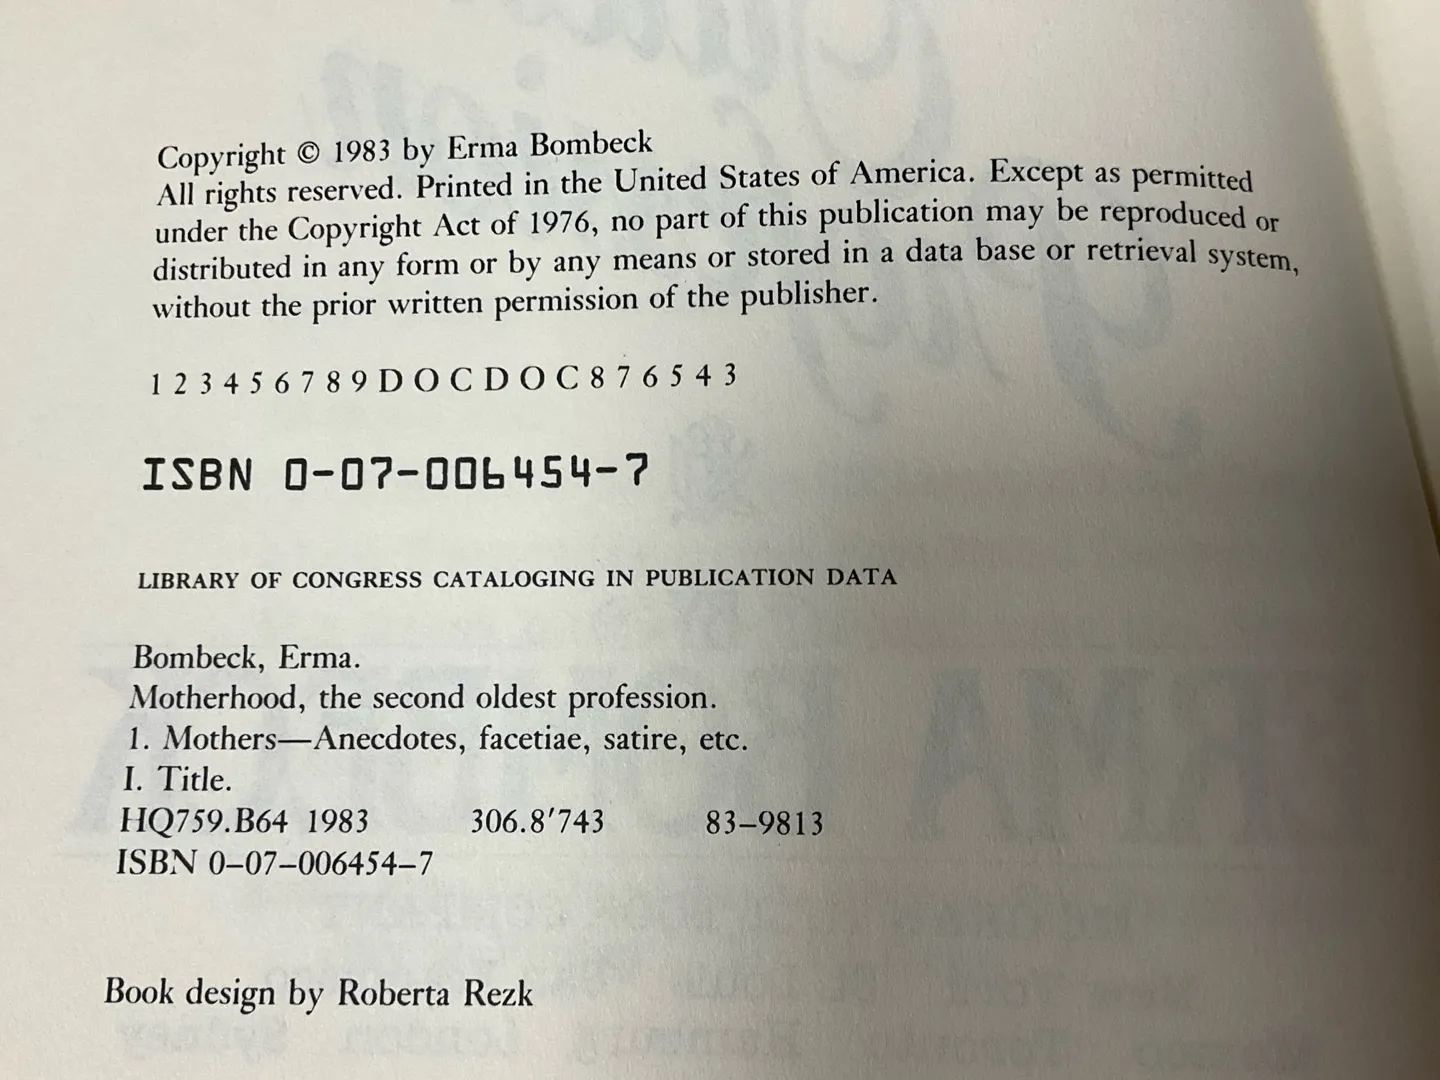 Copyright © 1983 by Erma Bombeck
All rights reserved. Printed in the United States of America. Except as permitted
under the Copyright Act of 1976, no part of this publication may be reproduced or
distributed in any form or by any means or stored in a data base or retrieval system,
without the prior written permission of the publisher.
1 2 3 4 5 6 7 8 9 D O C D O C 8 7 6 5 4 3
ISBN 0-07-006454-7
LIBRARY OF CONGRESS CATALOGING IN PUBLICATION DATA
Bombeck, Erma.
Motherhood, the second oldest profession.
1. Mothers—Anecdotes, facetiae, satire, etc.
I. Title.
HQ759.B64 1983 306.8′743 83–9813
ISBN 0–07–006454–7
Book design by Roberta Rezk